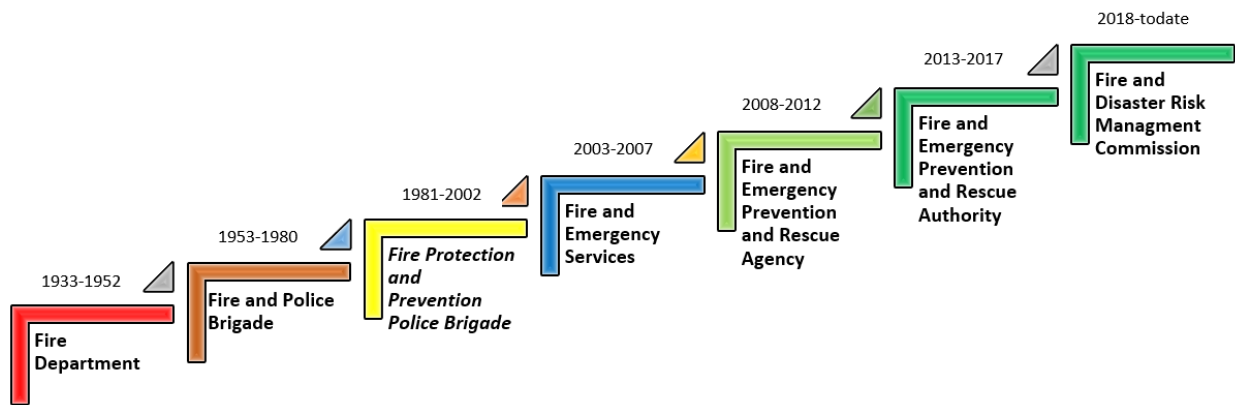 1933-1952
Fire
Department
1953-1980
Fire and Police
Brigade
1981-2002
Fire Protection
and
Prevention
Police Brigade
2003-2007
Fire and
Emergency
Services
2008-2012
Fire and
Emergency
Prevention
and Rescue
Agency
2013-2017
Fire and
Emergency
Prevention
and Rescue
Authority
2018-todate
Fire and
Disaster Risk
Managment
Commission